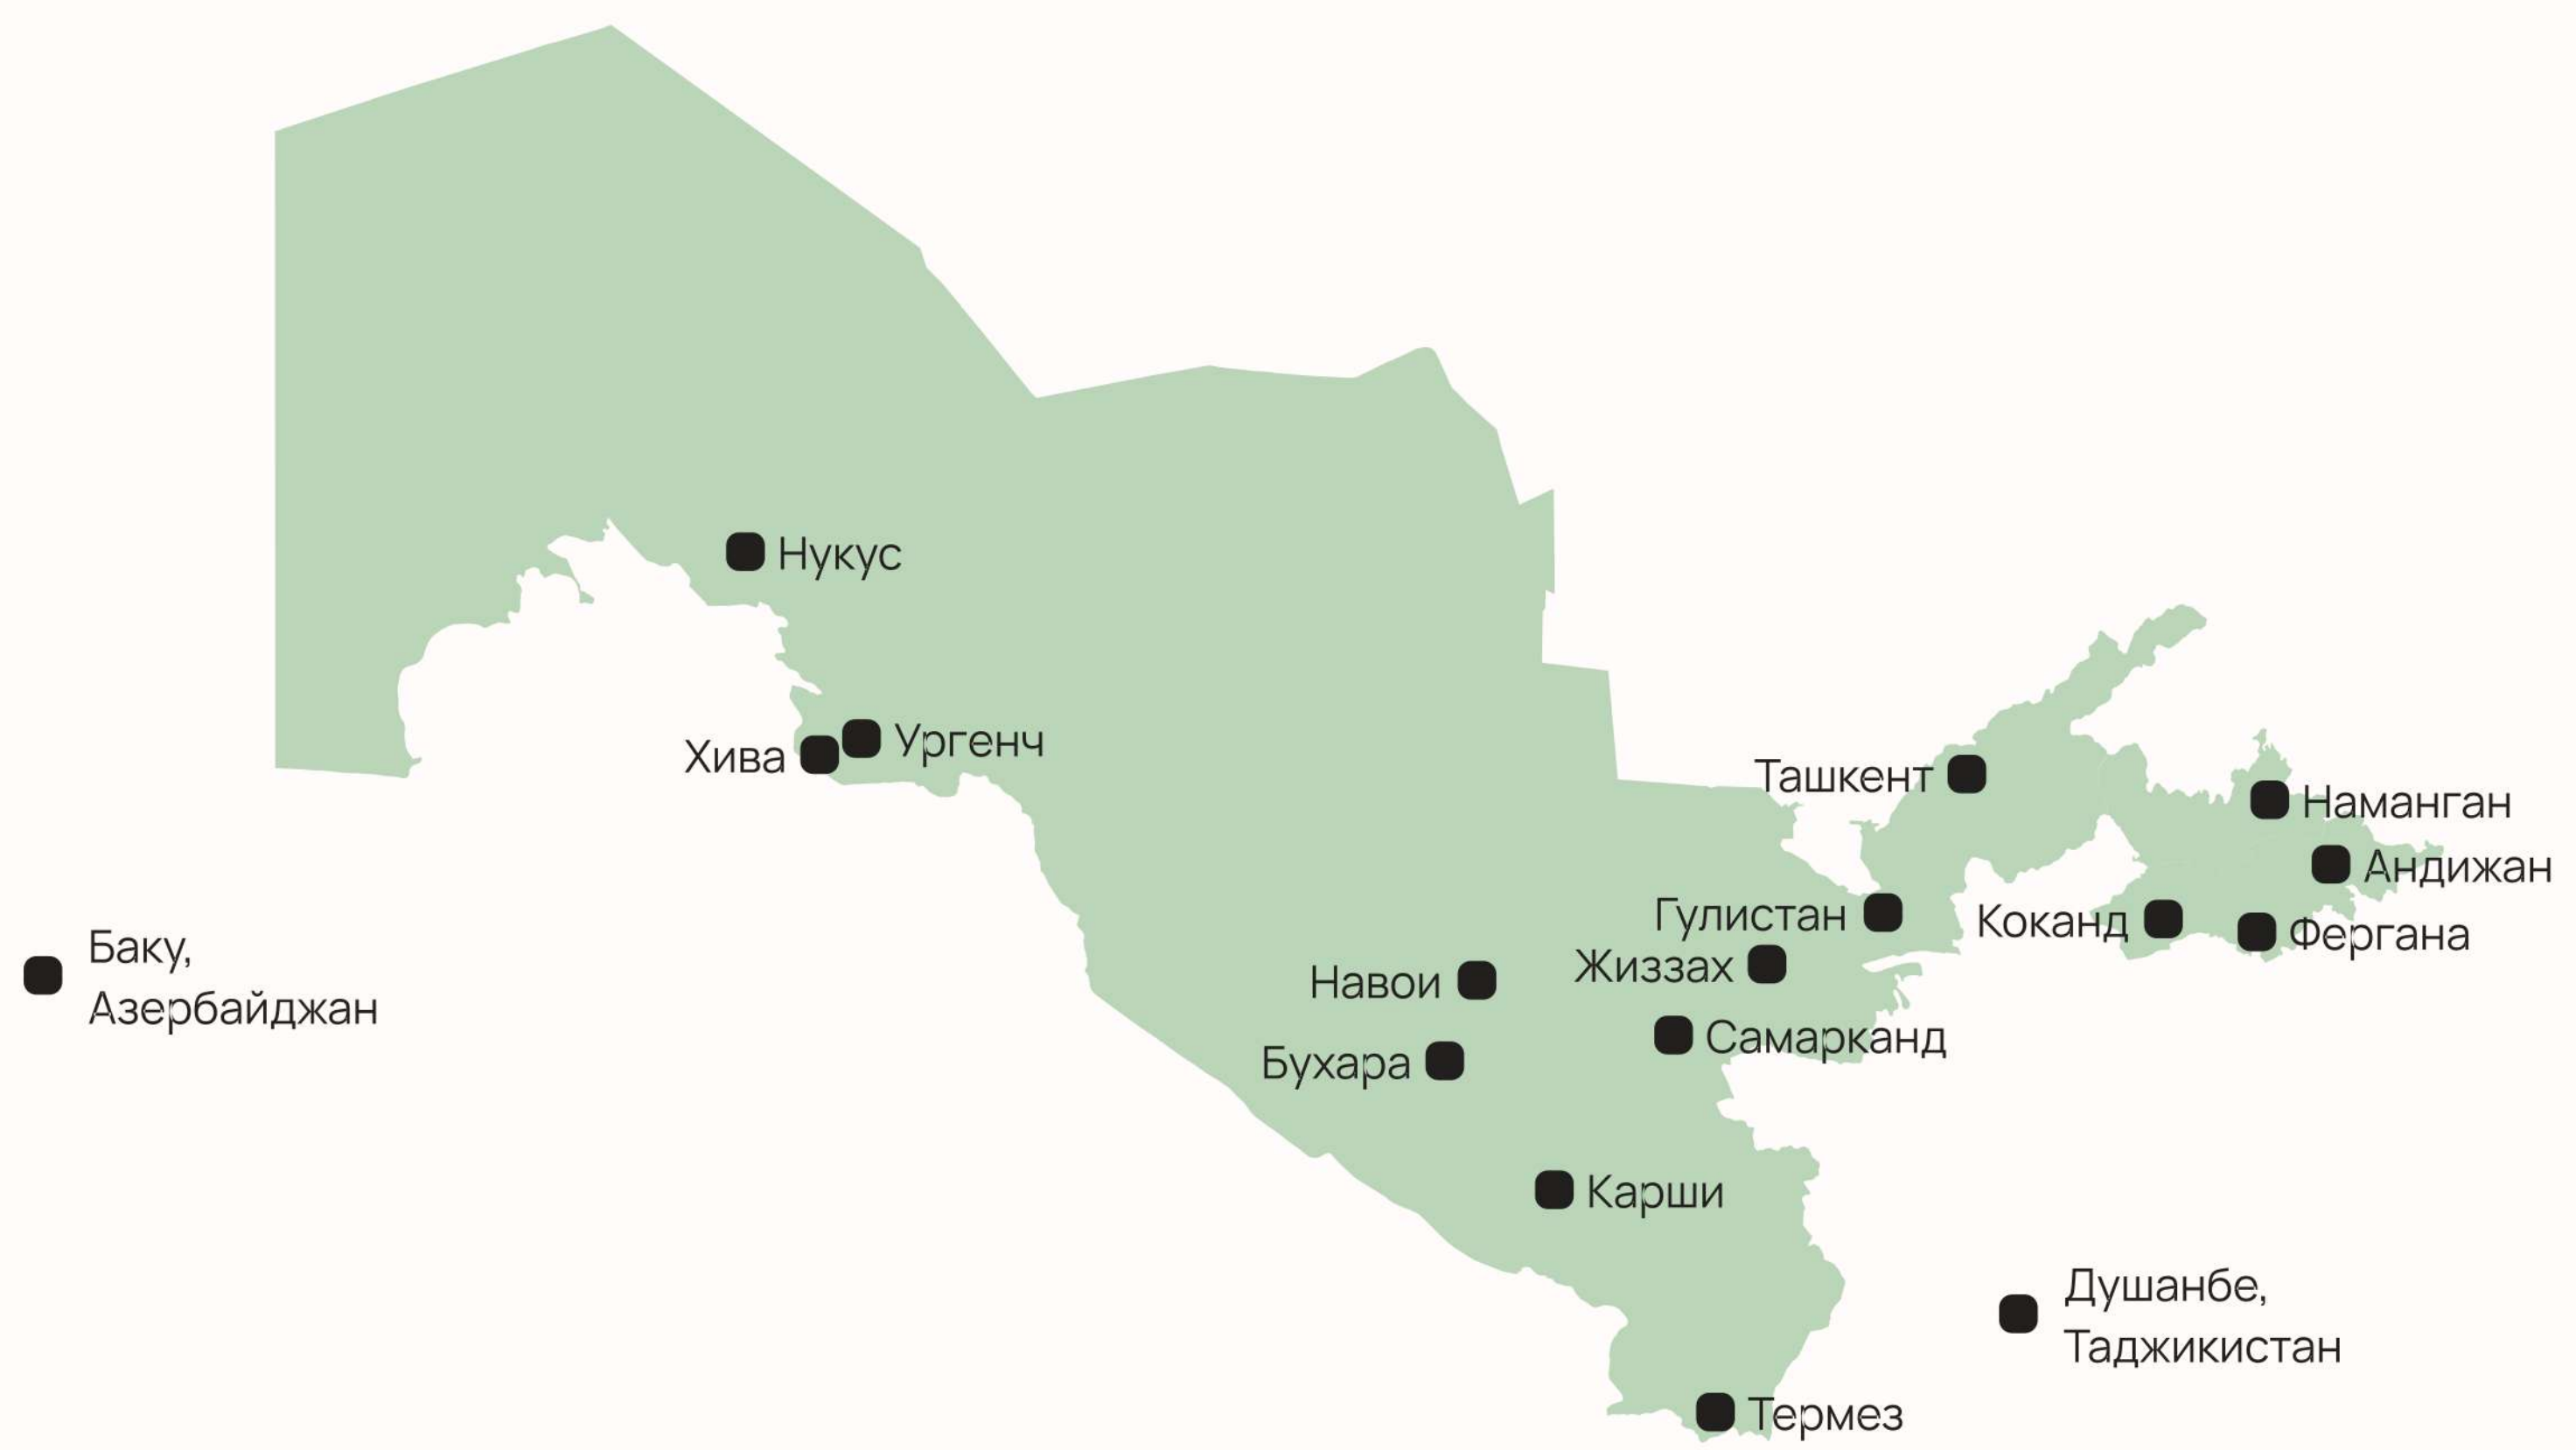 Нукус
Ургенч
Хива
Ташкент
Наманган
Андижан
Гулистан
Коканд
Фергана
Баку,
Азербайджан
Жиззах
Навои
Самарканд
Бухара
Карши
Душанбе,
Таджикистан
Термез